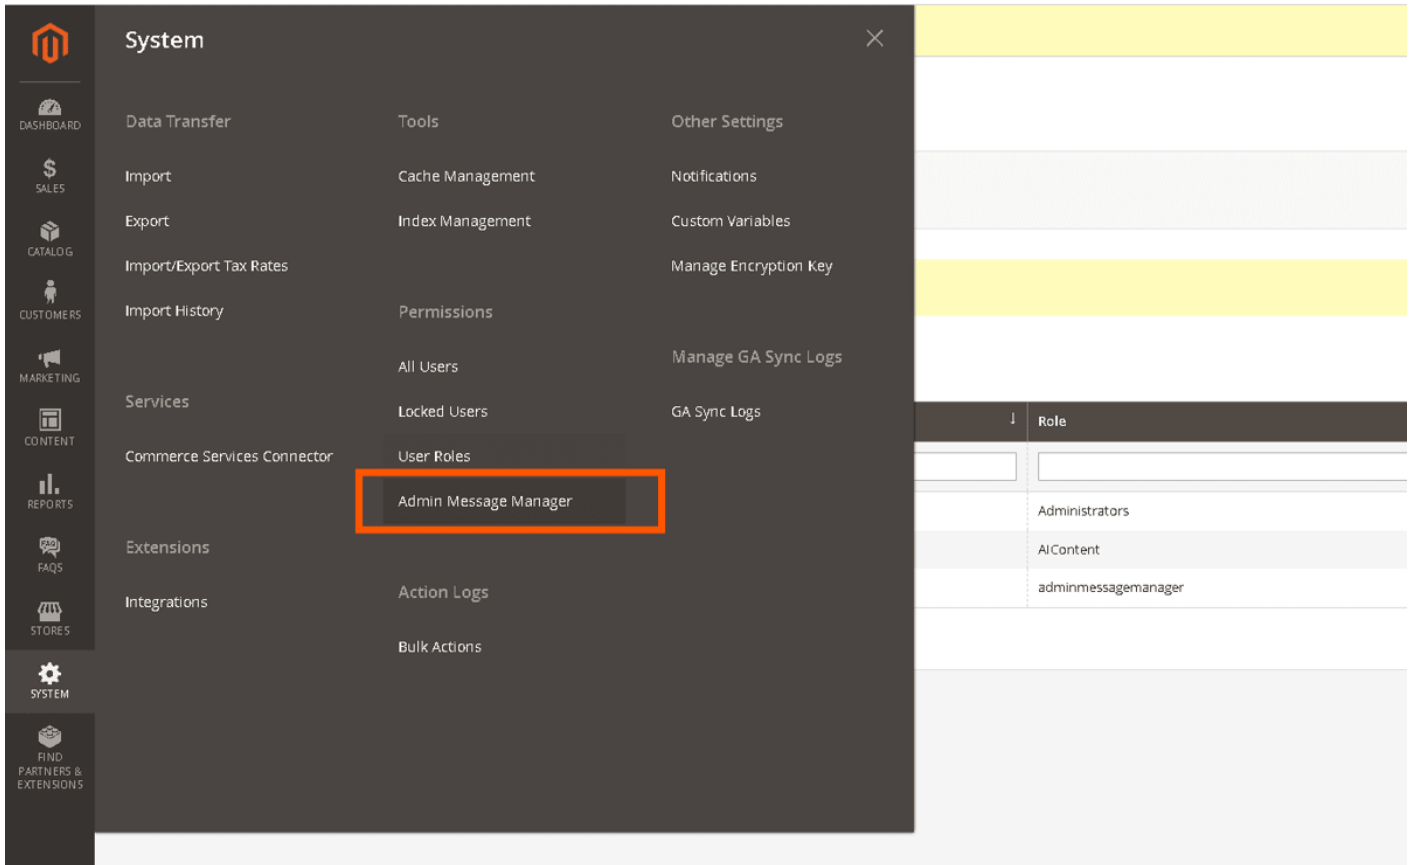 DASHBOARD
$
SALES
CATALOG
CUSTOMERS
MARKETING
CONTENT
REPORTS
FAQ
FAQS
STORES
SYSTEM
FIND
PARTNERS &
EXTENSIONS
System
Data Transfer
Import
Export
Import/Export Tax Rates
Import History
Services
Commerce Services Connector
Extensions
Integrations
Tools
Cache Management
Index Management
Permissions
All Users
Locked Users
User Roles
Admin Message Manager
Action Logs
Bulk Actions
Other Settings
Notifications
Custom Variables
Manage Encryption Key
Manage GA Sync Logs
GA Sync Logs
Role
Administrators
AIContent
adminmessagemanager